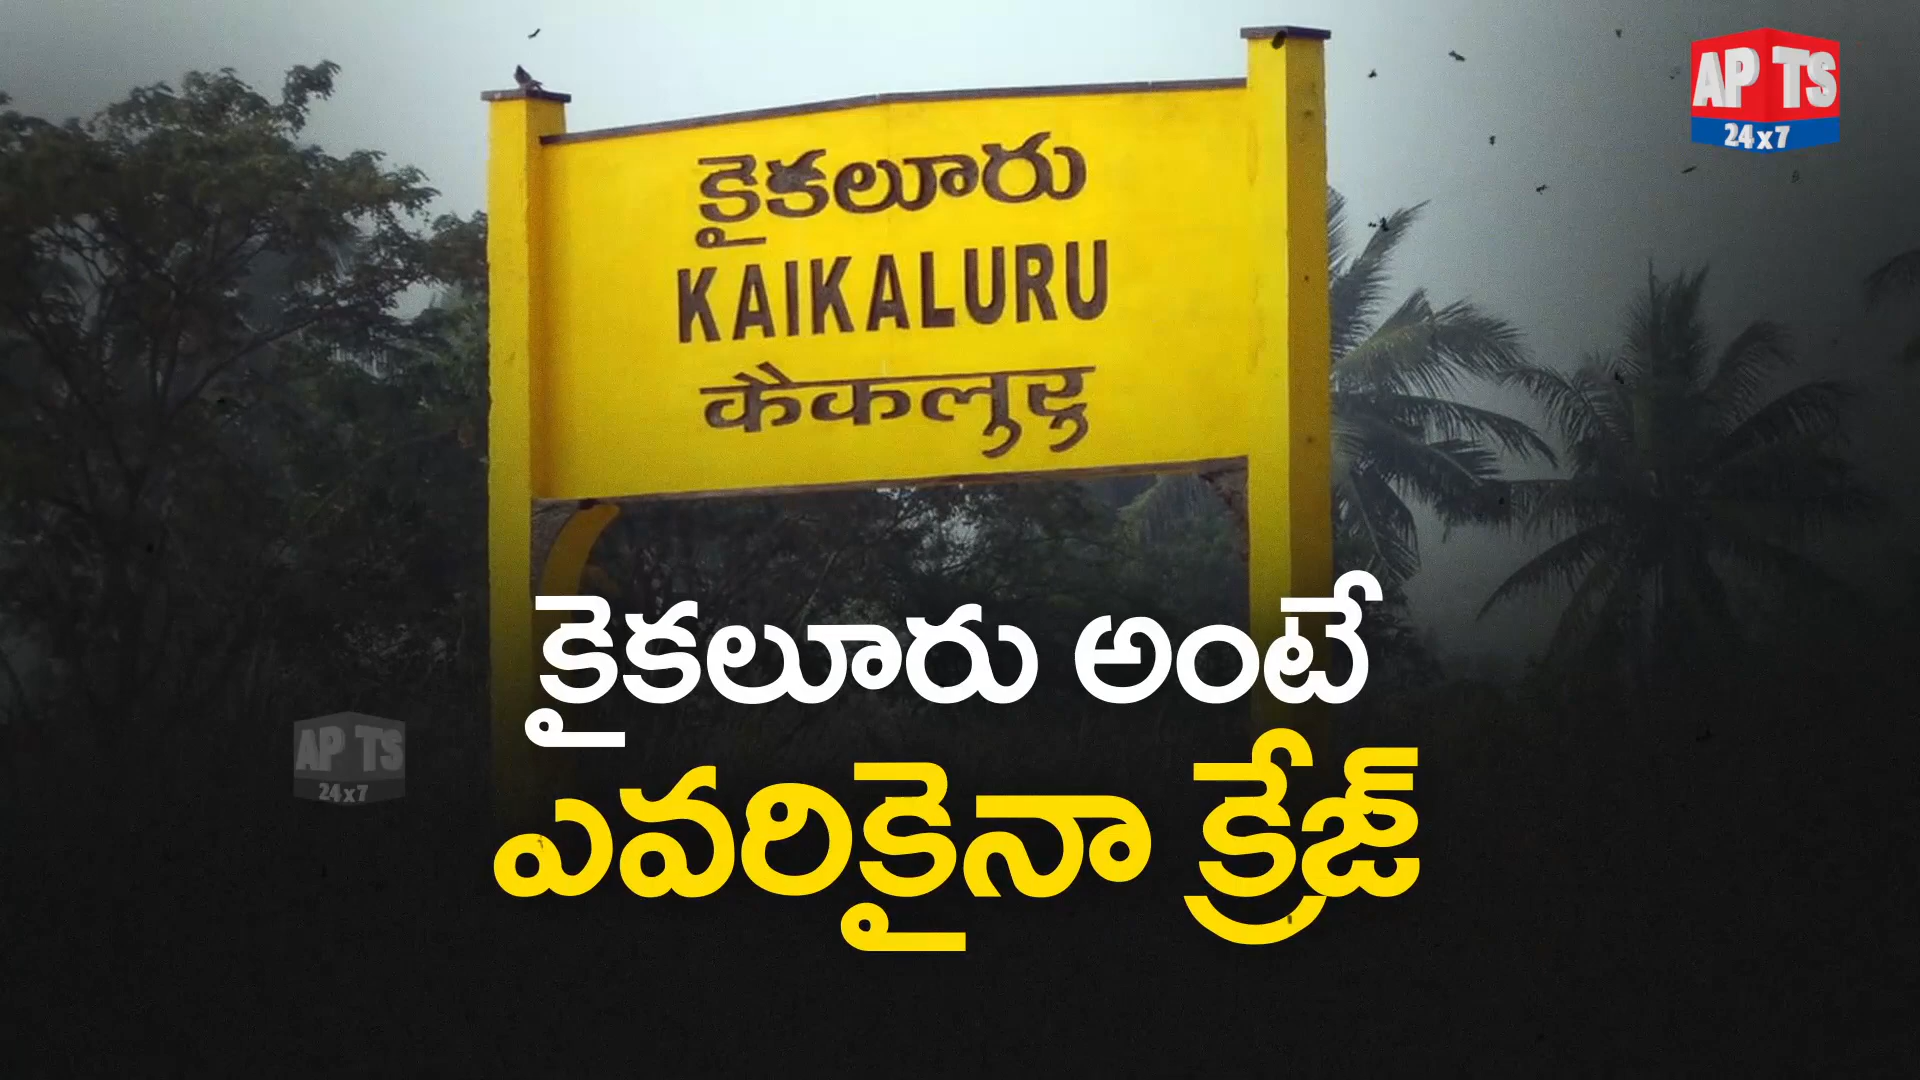 AP TS
24x7
కైకలూరు
KAIKALURU
कैकलुरु
కైకలూరు అంటే
AP TS
24x7
ఎవరికైనా క్రేజ్